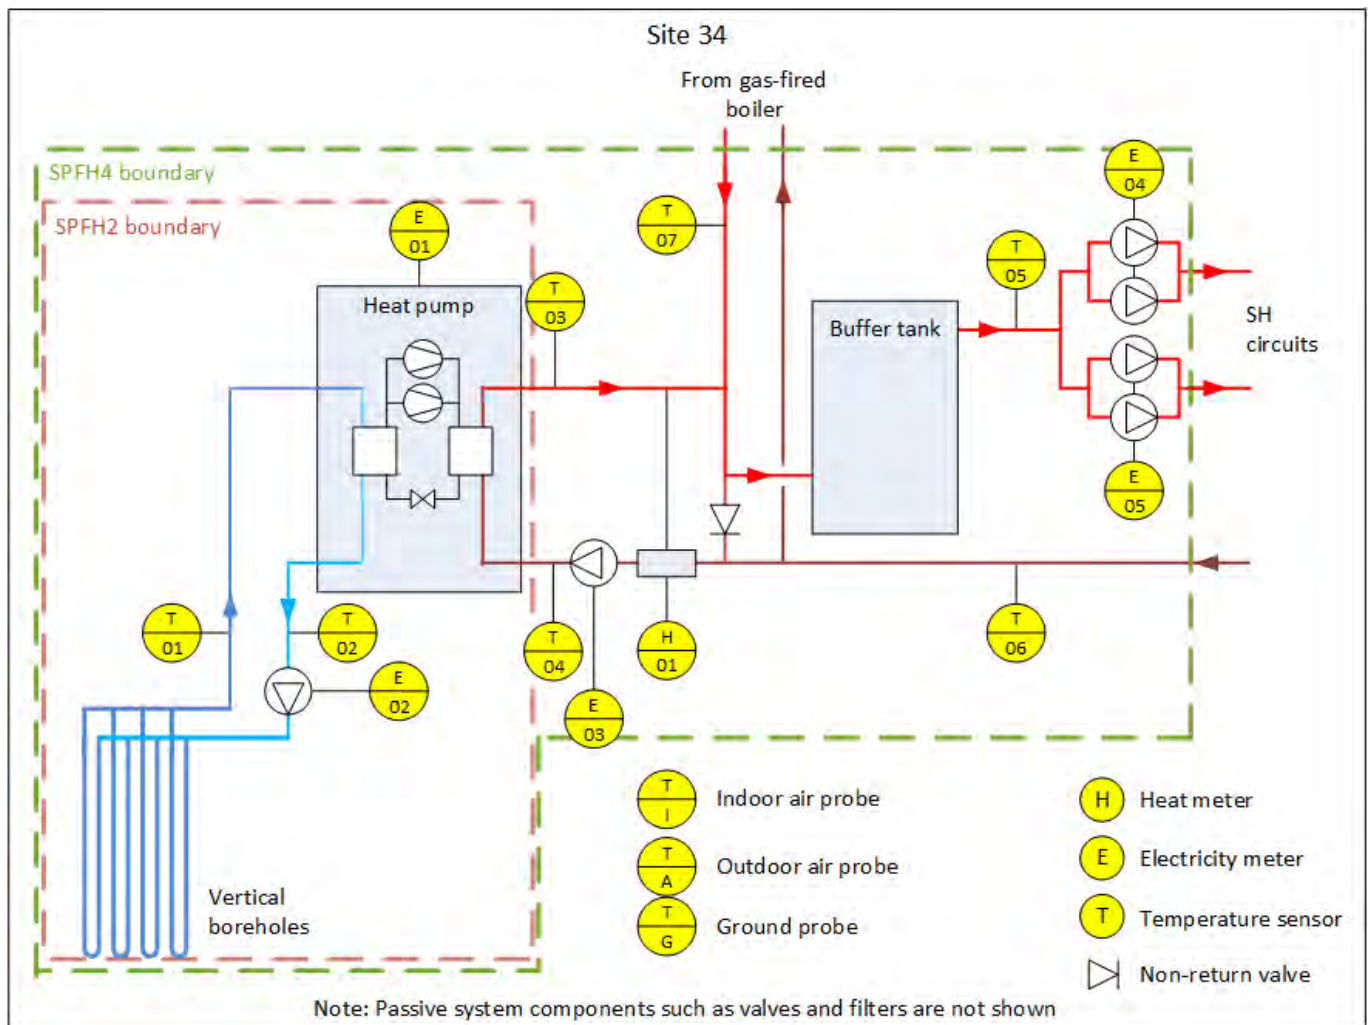 Site 34
From gas-fired
boiler
SPFH4 boundary
SPFH2 boundary
E
01
T
03
T
07
E
04
T
05
Heat pump
Buffer tank
SH
circuits
E
05
T
01
T
02
E
02
T
04
H
01
E
03
T
06
Vertical
boreholes
T
I
Indoor air probe
T
A
Outdoor air probe
T
G
Ground probe
H
Heat meter
E
Electricity meter
T
Temperature sensor
Non-return valve
Note: Passive system components such as valves and filters are not shown